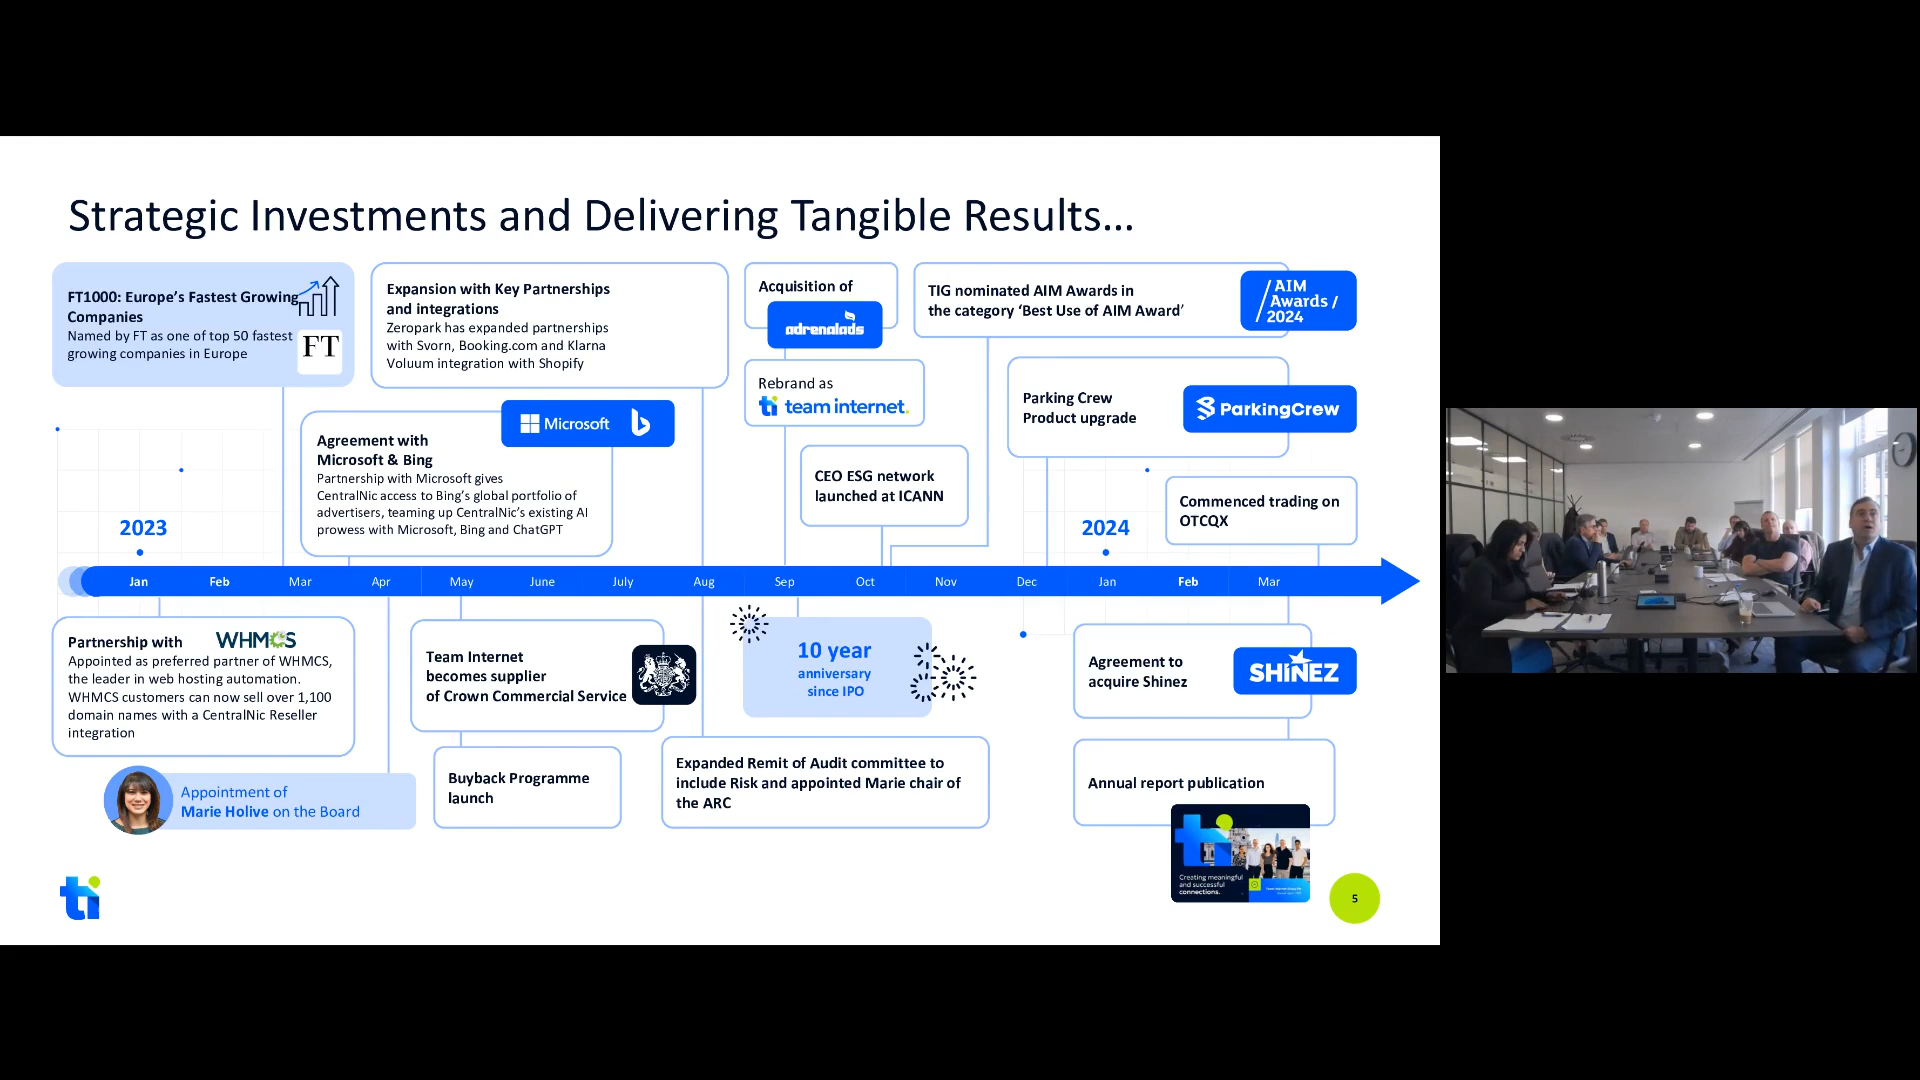 Strategic Investments and Delivering Tangible Results…
FT1000: Europe’s Fastest Growing
Companies
Named by FT as one of top 50 fastest
growing companies in Europe
FT
Expansion with Key Partnerships
and integrations
Zeropark has expanded partnerships
with Svorn, Booking.com and Klarna
Voluum integration with Shopify
Acquisition of
adrenalads
TIG nominated AIM Awards in
the category ‘Best Use of AIM Award’
AIM
Awards /
2024
Rebrand as
ti team internet.
Parking Crew
Product upgrade
ParkingCrew
Agreement with
Microsoft & Bing
Microsoft
Partnership with Microsoft gives
CentralNic access to Bing’s global portfolio of
advertisers, teaming up CentralNic’s existing AI
prowess with Microsoft, Bing and ChatGPT
CEO ESG network
launched at ICANN
Commenced trading on
OTCQX
2023
2024
Jan Feb Mar Apr May June July Aug Sep Oct Nov Dec Jan Feb Mar
Partnership with WHMCS
Appointed as preferred partner of WHMCS,
the leader in web hosting automation.
WHMCS customers can now sell over 1,100
domain names with a CentralNic Reseller
integration
Team Internet
becomes supplier
of Crown Commercial Service
10 year
anniversary
since IPO
Agreement to
acquire Shinez
SHINEZ
Appointment of
Marie Holive on the Board
Buyback Programme
launch
Expanded Remit of Audit committee to
include Risk and appointed Marie chair of
the ARC
Annual report publication
ti
Creating meaningful
and successful
connections.
ti
5